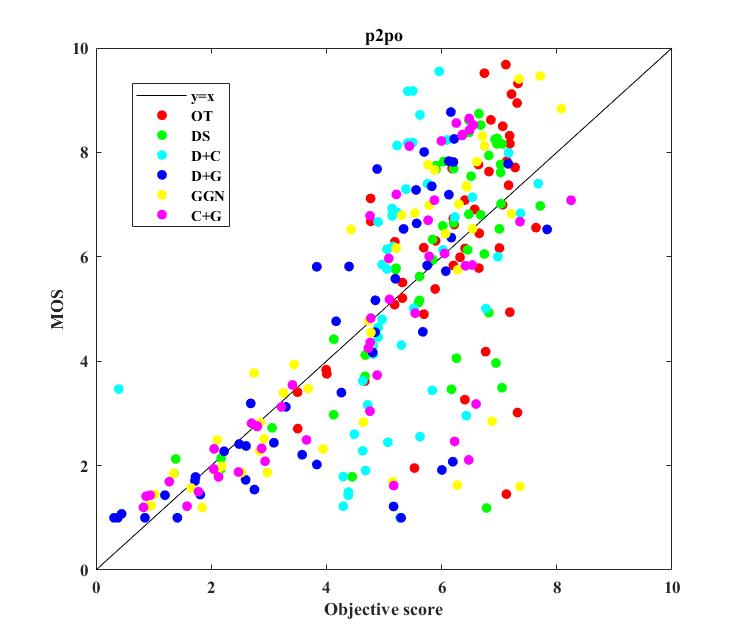 p2po
10
8
6
4
2
0
MOS
y=x
OT
DS
D+C
D+G
GGN
C+G
0 2 4 6 8 10
Objective score